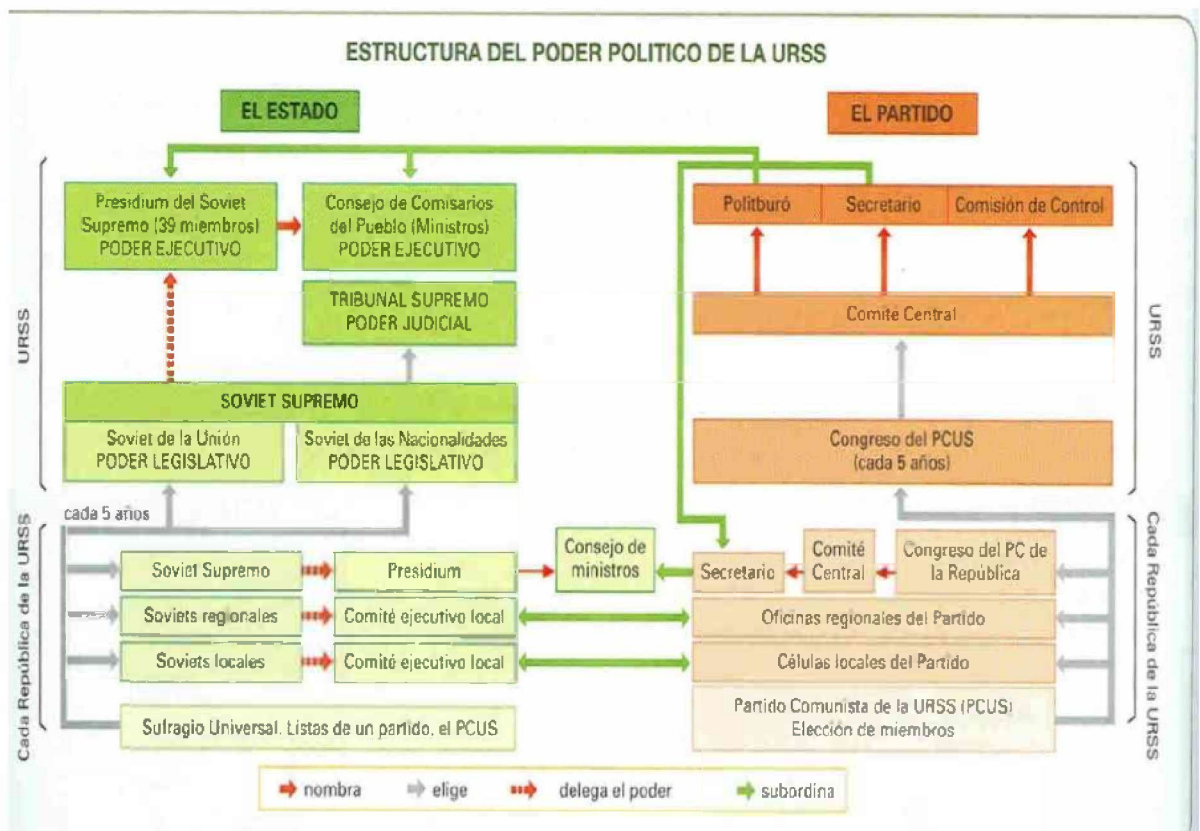 ESTRUCTURA DEL PODER POLITICO DE LA URSS
EL ESTADO
EL PARTIDO
URSS
Presidium del Soviet
Supremo (39 miembros)
PODER EJECUTIVO
Consejo de Comisarios
del Pueblo (Ministros)
PODER EJECUTIVO
Politburó
Secretario
Comisión de Control
TRIBUNAL SUPREMO
PODER JUDICIAL
Comité Central
URSS
SOVIET SUPREMO
Soviet de la Unión
PODER LEGISLATIVO
Soviet de las Nacionalidades
PODER LEGISLATIVO
Congreso del PCUS
(cada 5 años)
Cada República de la URSS
cada 5 años
Soviet Supremo
Presidium
Consejo de
ministros
Secretario
Comité
Central
Congreso del PC de
la República
Soviets regionales
Comité ejecutivo local
Oficinas regionales del Partido
Soviets locales
Comité ejecutivo local
Células locales del Partido
Sufragio Universal. Listas de un partido, el PCUS
Partido Comunista de la URSS (PCUS)
Elección de miembros
Cada República de la URSS
nombra
elige
delega el poder
subordina